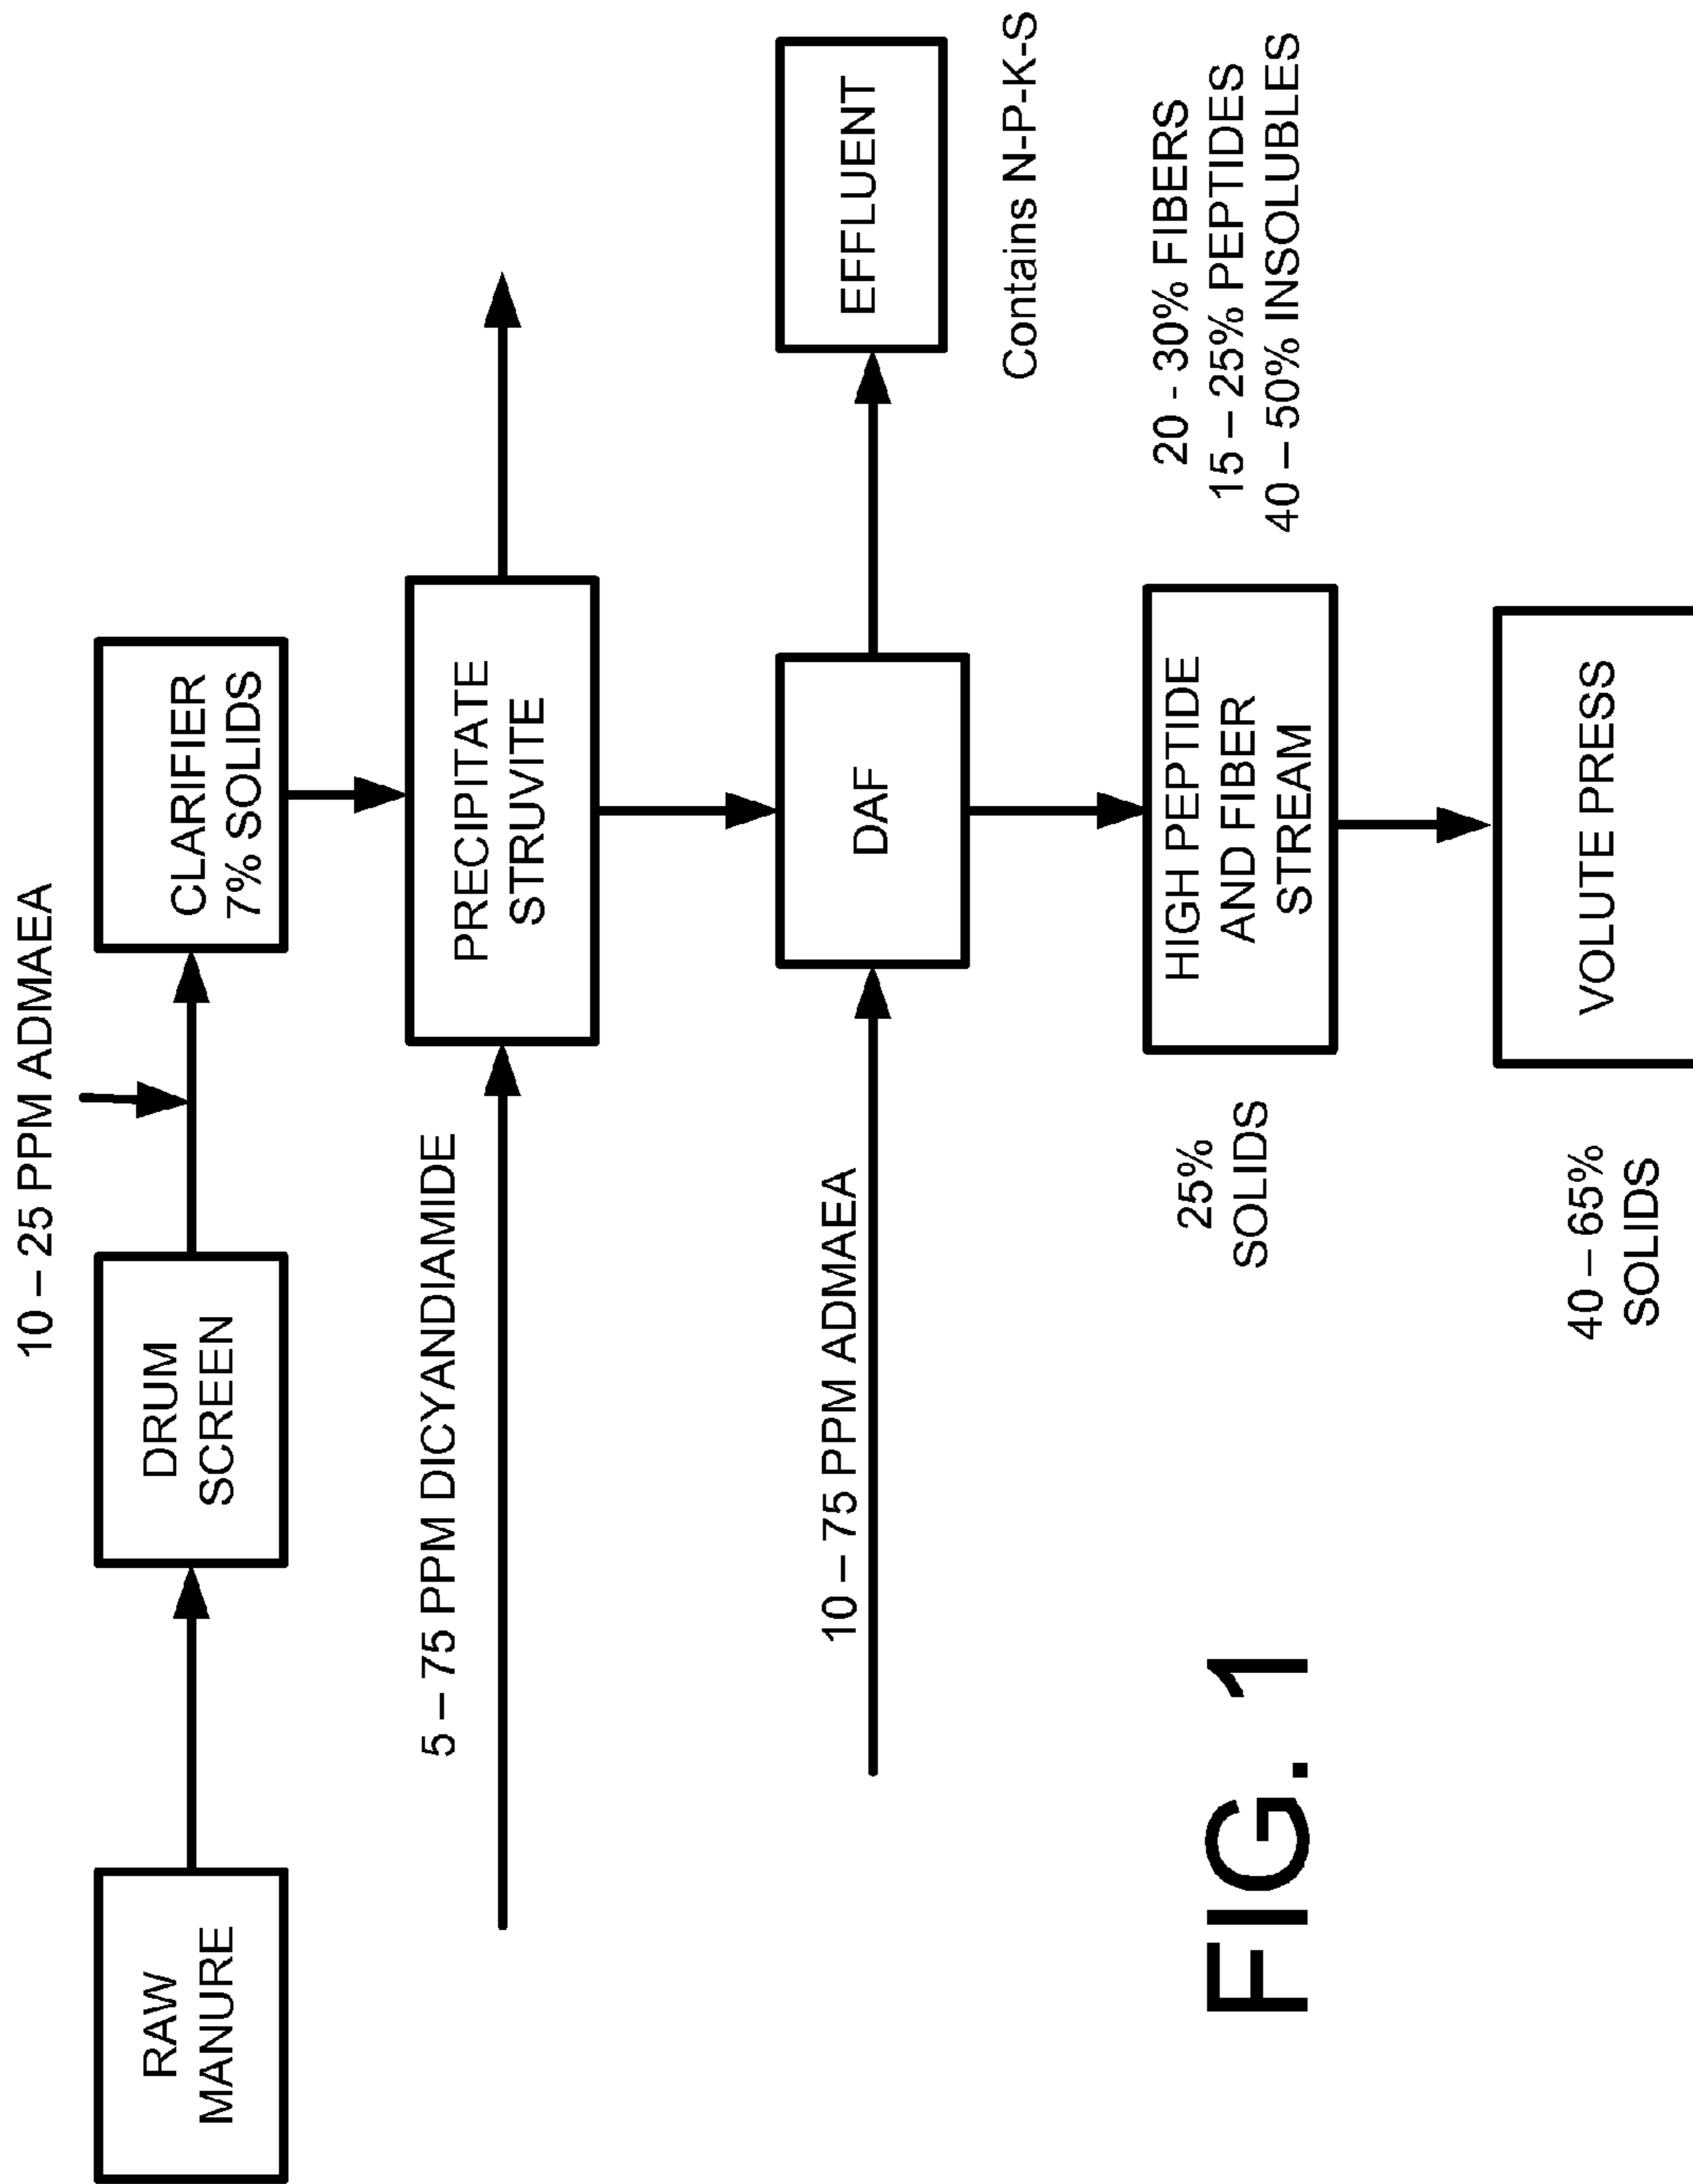 10 – 25 PPM ADMAEA
RAW
MANURE
DRUM
SCREEN
CLARIFIER
7% SOLIDS
5 – 75 PPM DICYANDIAMIDE
PRECIPITATE
STRUVITE
10 – 75 PPM ADMAEA
DAF
EFFLUENT
Contains N-P-K-S
25%
SOLIDS
HIGH PEPTIDE
AND FIBER
STREAM
20 - 30% FIBERS
15 – 25% PEPTIDES
40 – 50% INSOLUBLES
40 – 65%
SOLIDS
VOLUTE PRESS
FIG. 1